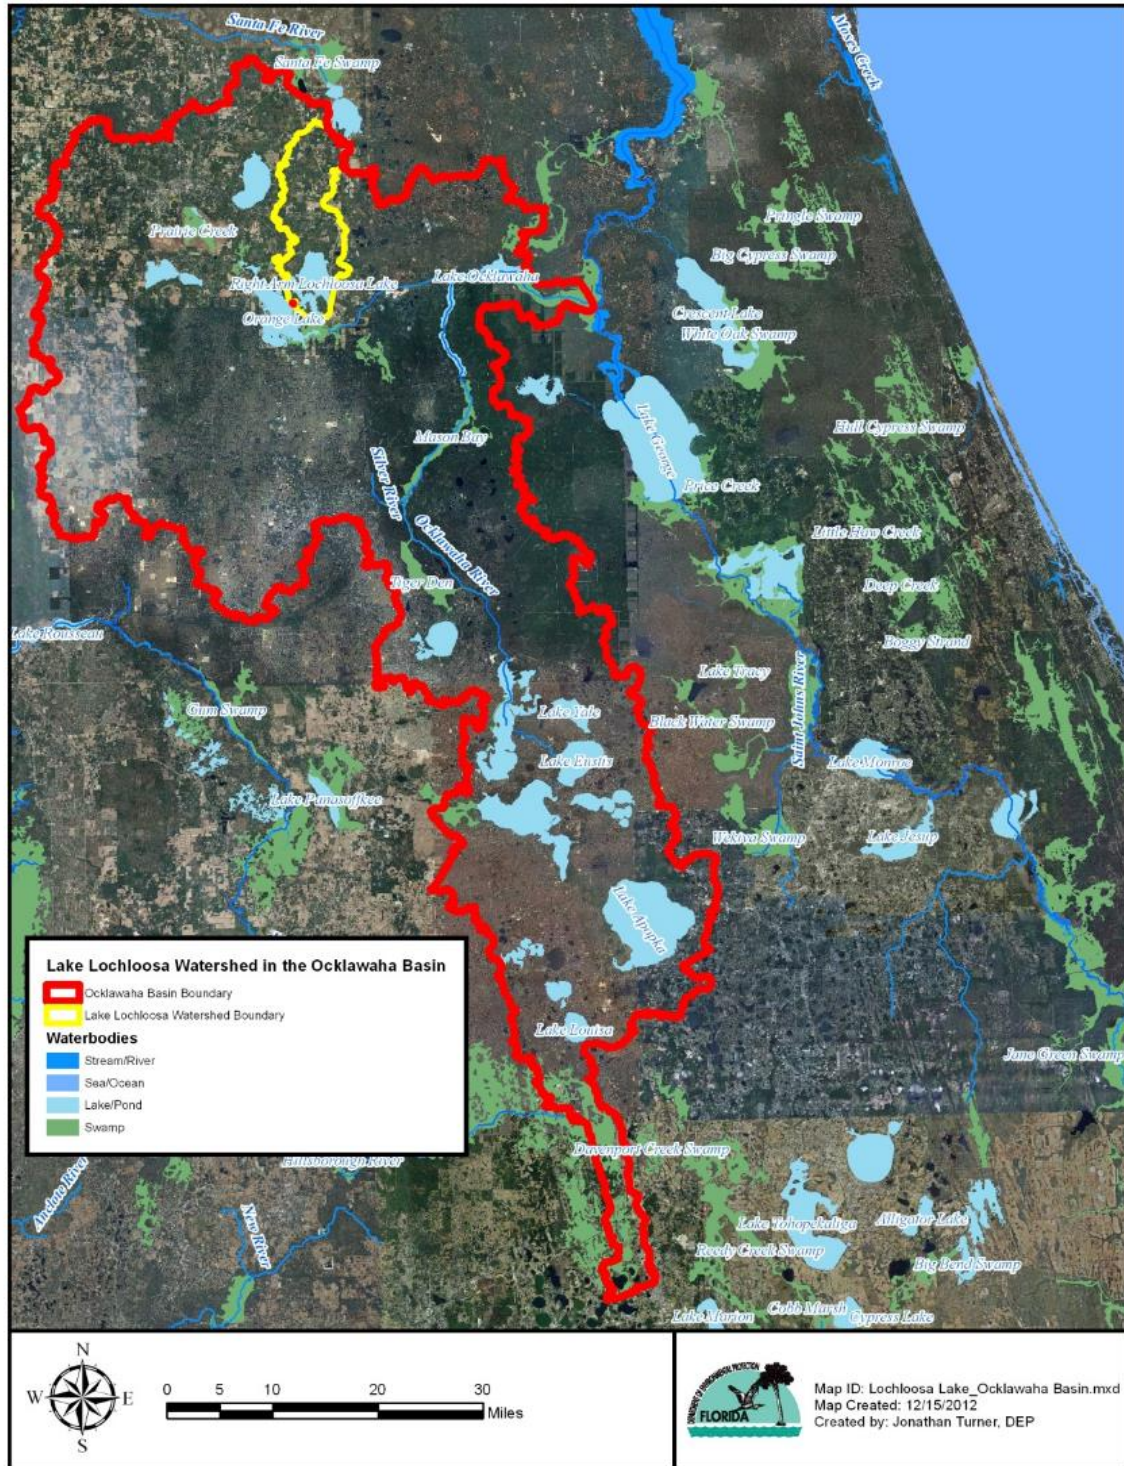 Santa Fe River
Moses Creek
Santa Fe Swamp
Pringle Swamp
Prairie Creek
Big Cypress Swamp
Lake Ocklawaha
Right Arm Lochloosa Lake
Orange Lake
Crescent Lake
White Oak Swamp
Lake George
Hull Cypress Swamp
Mason Bay
Silver River
Price Creek
Ocklawaha River
Little Haw Creek
Tiger Den
Deep Creek
Lake Rousseau
Boggy Strand
Lake Tracy
Gum Swamp
Lake Yale
Black Water Swamp
Saint Johns River
Lake Eustis
Lake Monroe
Lake Panasoffkee
Wekiva Swamp
Lake Jesup
Lake Apopka
Lake Louisa
Jane Green Swamp
Lake Lochloosa Watershed in the Ocklawaha Basin
Ocklawaha Basin Boundary
Lake Lochloosa Watershed Boundary
Waterbodies
Stream/River
Sea/Ocean
Lake/Pond
Swamp
Davenport Creek Swamp
Hillsborough River
Anclote River
New River
Lake Tohopekaliga
Alligator Lake
Reedy Creek Swamp
Big Bend Swamp
Lake Marion
Cobb Marsh
Cypress Lake
N
W E
S
0 5 10 20 30
Miles
DEPARTMENT OF ENVIRONMENTAL PROTECTION
FLORIDA
Map ID: Lochloosa Lake_Ocklawaha Basin.mxd
Map Created: 12/15/2012
Created by: Jonathan Turner, DEP